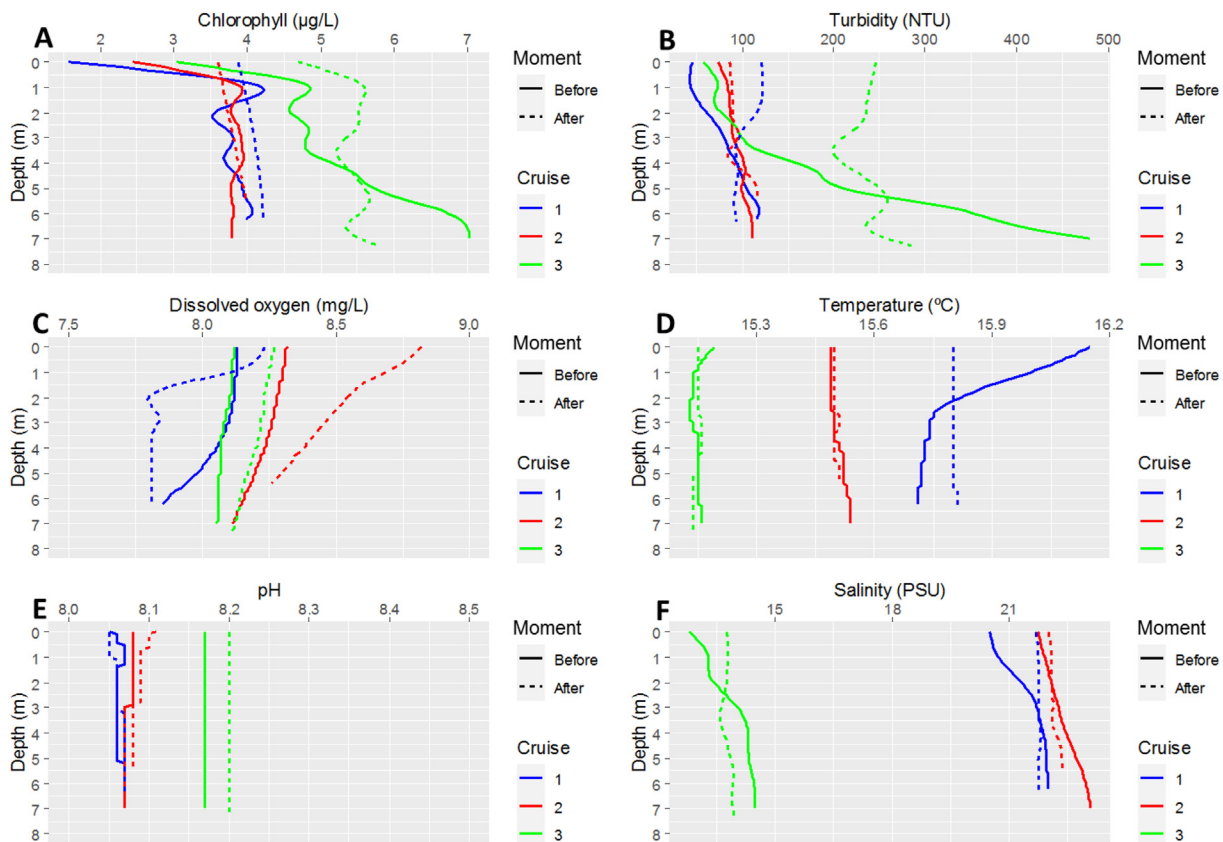 A
Chlorophyll (µg/L)
2 3 4 5 6 7
Depth (m)
0
1
2
3
4
5
6
7
8
Moment
Before
After
Cruise
1
2
3
B
Turbidity (NTU)
100 200 300 400 500
Depth (m)
0
1
2
3
4
5
6
7
8
Moment
Before
After
Cruise
1
2
3
C
Dissolved oxygen (mg/L)
7.5 8.0 8.5 9.0
Depth (m)
0
1
2
3
4
5
6
7
8
Moment
Before
After
Cruise
1
2
3
D
Temperature (ºC)
15.3 15.6 15.9 16.2
Depth (m)
0
1
2
3
4
5
6
7
8
Moment
Before
After
Cruise
1
2
3
E
pH
8.0 8.1 8.2 8.3 8.4 8.5
Depth (m)
0
1
2
3
4
5
6
7
8
Moment
Before
After
Cruise
1
2
3
F
Salinity (PSU)
15 18 21
Depth (m)
0
1
2
3
4
5
6
7
8
Moment
Before
After
Cruise
1
2
3